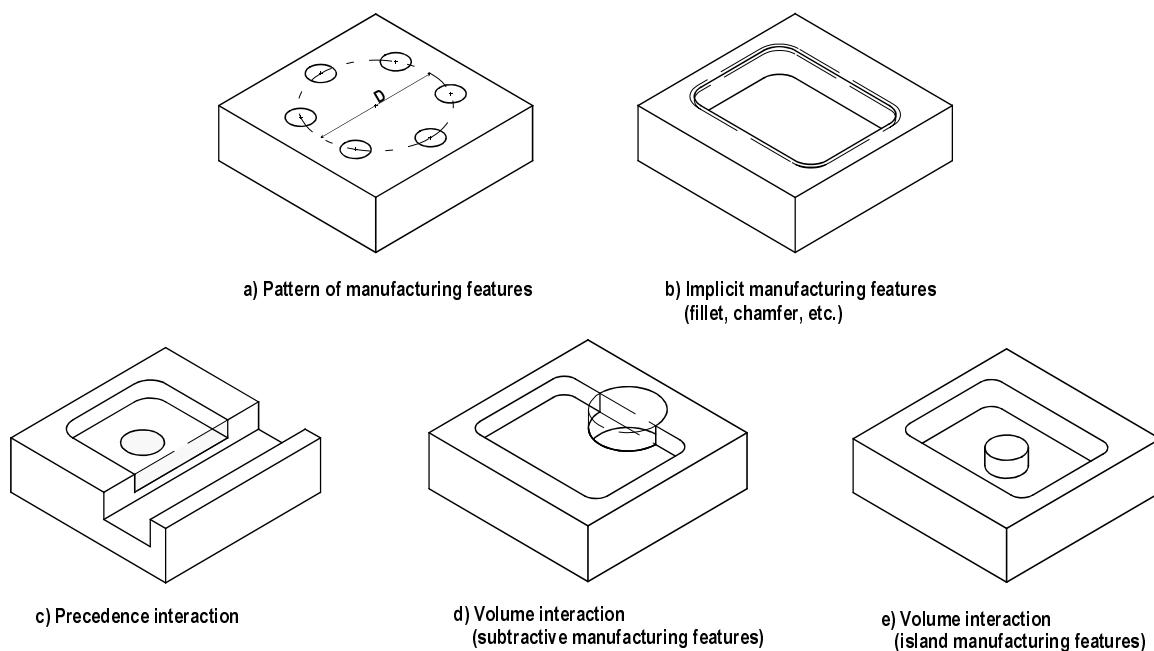 D
a) Pattern of manufacturing features
b) Implicit manufacturing features
(fillet, chamfer, etc.)
c) Precedence interaction
d) Volume interaction
(subtractive manufacturing features)
e) Volume interaction
(island manufacturing features)